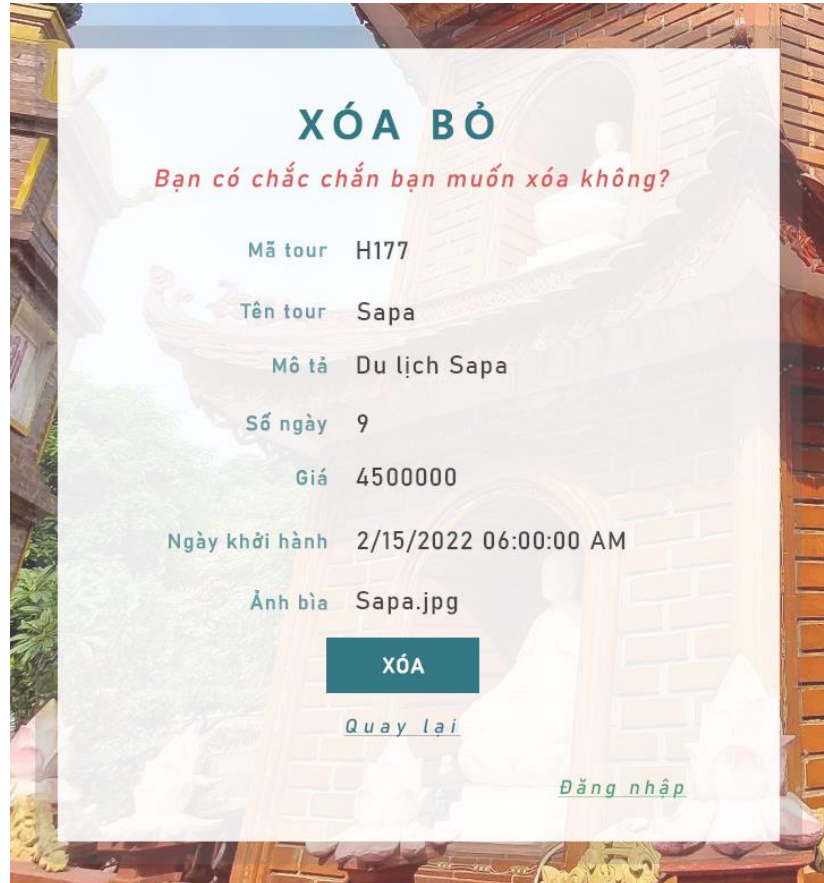 XÓA BỎ
Bạn có chắc chắn bạn muốn xóa không?
Mã tour H177
Tên tour Sapa
Mô tả Du lịch Sapa
Số ngày 9
Giá 4500000
Ngày khởi hành 2/15/2022 06:00:00 AM
Ảnh bìa Sapa.jpg
XÓA
Quay lại
Đăng nhập